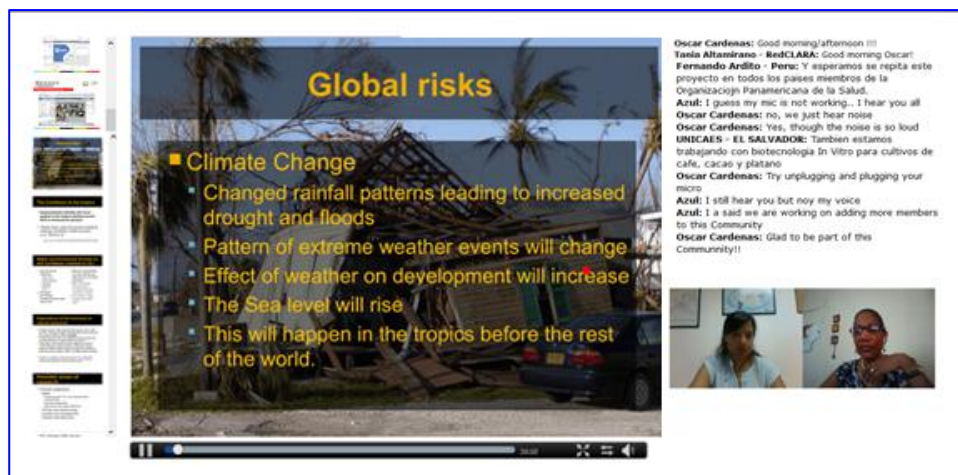 Global risks
Climate Change
Changed rainfall patterns leading to increased
drought and floods
Pattern of extreme weather events will change
Effect of weather on development will increase
The Sea level will rise
This will happen in the tropics before the rest
of the world.
Oscar Cardenas: Good morning/afternoon !!!
Tania Altamirano - RedCLARA: Good morning Oscar!
Fernando Ardito - Peru: Y esperamos se repita este
proyecto en todos los paises miembros de la
Organizaciojn Panamericana de la Salud.
Azul: I guess my mic is not working.. I hear you all
Oscar Cardenas: no, we just hear noise
Oscar Cardenas: Yes, though the noise is so loud
UNICAES - EL SALVADOR: Tambien estamos
trabajando con biotecnologia In Vitro para cultivos de
cafe, cacao y platano
Oscar Cardenas: Try unplugging and plugging your
micro
Azul: I still hear you but noy my voice
Azul: I a said we are working on adding more members
to this Community
Oscar Cardenas: Glad to be part of this
Communnity!!